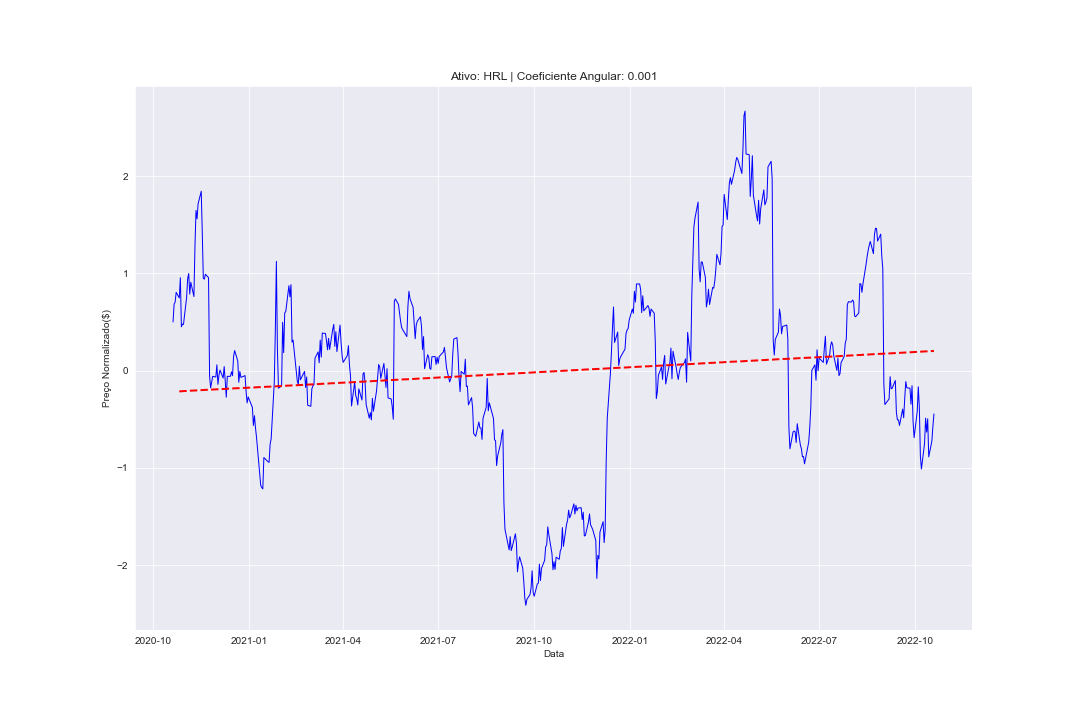 Ativo: HRL | Coeficiente Angular: 0.001
Preço Normalizado($)
2
1
0
−1
−2
2020-10 2021-01 2021-04 2021-07 2021-10 2022-01 2022-04 2022-07 2022-10
Data